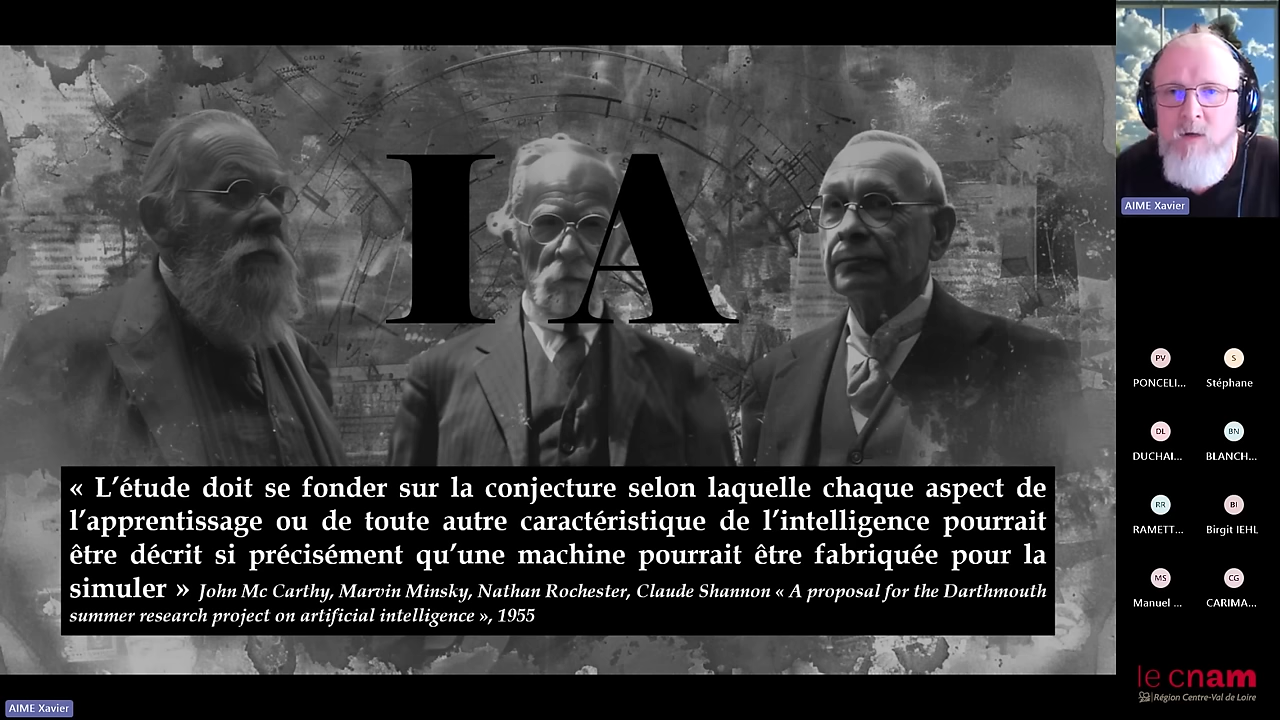 I A
« L’étude doit se fonder sur la conjecture selon laquelle chaque aspect de
l’apprentissage ou de toute autre caractéristique de l’intelligence pourrait
être décrit si précisément qu’une machine pourrait être fabriquée pour la
simuler » John Mc Carthy, Marvin Minsky, Nathan Rochester, Claude Shannon « A proposal for the Darthmouth
summer research project on artificial intelligence », 1955
AIME Xavier
AIME Xavier
PV
S
PONCELI...
Stéphane
DL
BN
DUCHAI...
BLANCH...
RR
BI
RAMETT...
Birgit IEHL
MS
CG
Manuel ...
CARIMA...
le cnam
Région Centre-Val de Loire